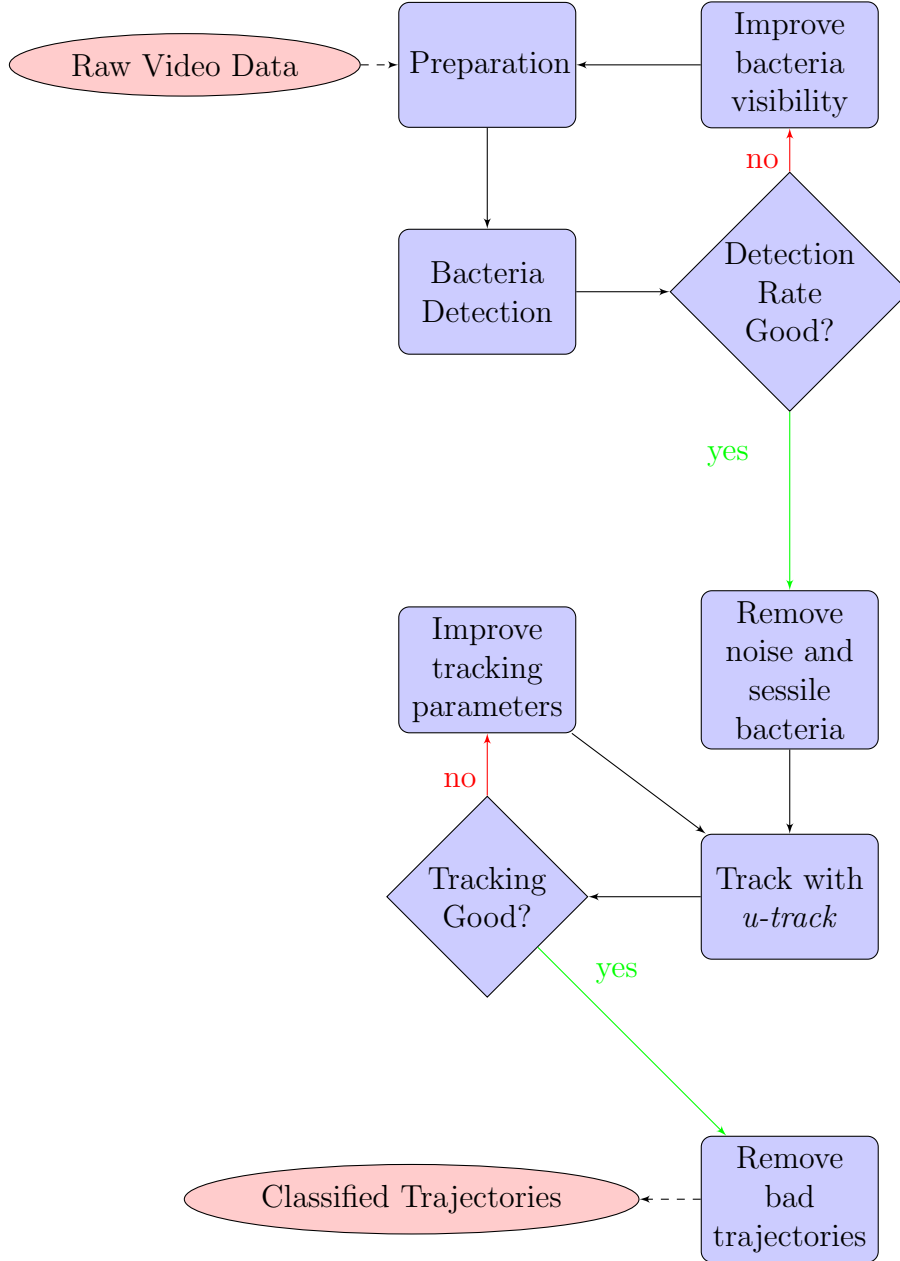 Raw Video Data
Preparation
Improve
bacteria
visibility
no
Bacteria
Detection
Detection
Rate
Good?
yes
Remove
noise and
sessile
bacteria
Improve
tracking
parameters
no
Tracking
Good?
Track with
u-track
yes
Remove
bad
trajectories
Classified Trajectories